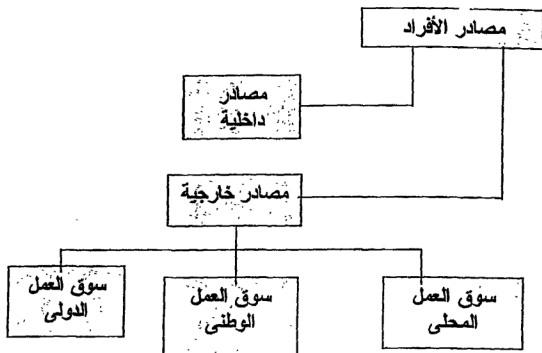 مصادر الأفراد
مصادر
داخلية
مصادر خارجية
سوق العمل
المحلى
سوق العمل
الوطنى
سوق العمل
الدولى